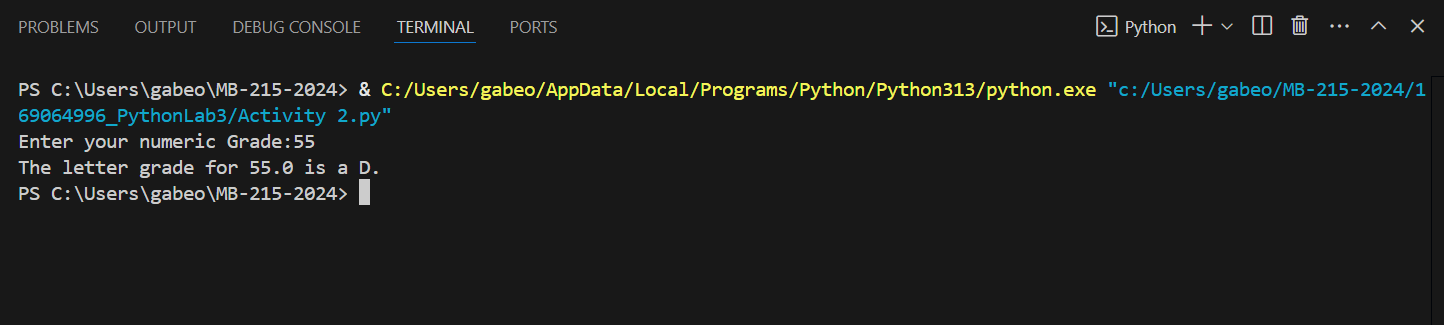 PROBLEMS OUTPUT DEBUG CONSOLE TERMINAL PORTS Python
PS C:\Users\gabeo\MB-215-2024> & C:/Users/gabeo/AppData/Local/Programs/Python/Python313/python.exe "c:/Users/gabeo/MB-215-2024/1
69064996_PythonLab3/Activity 2.py"
Enter your numeric Grade:55
The letter grade for 55.0 is a D.
PS C:\Users\gabeo\MB-215-2024>